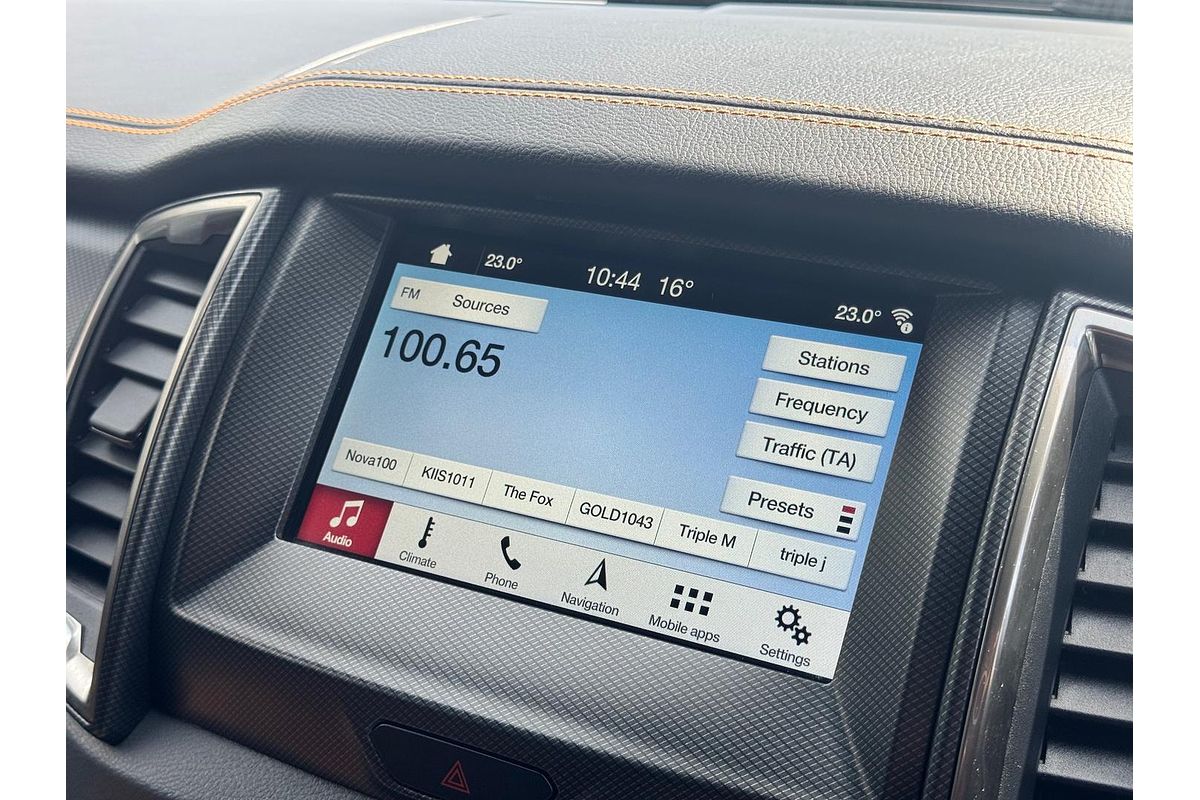 23.0° 10:44 16° 23.0°
FM Sources
100.65
Stations
Frequency
Traffic (TA)
Presets
Nova100 KIIS1011 The Fox GOLD1043 Triple M triple j
Audio Climate Phone Navigation Mobile apps Settings